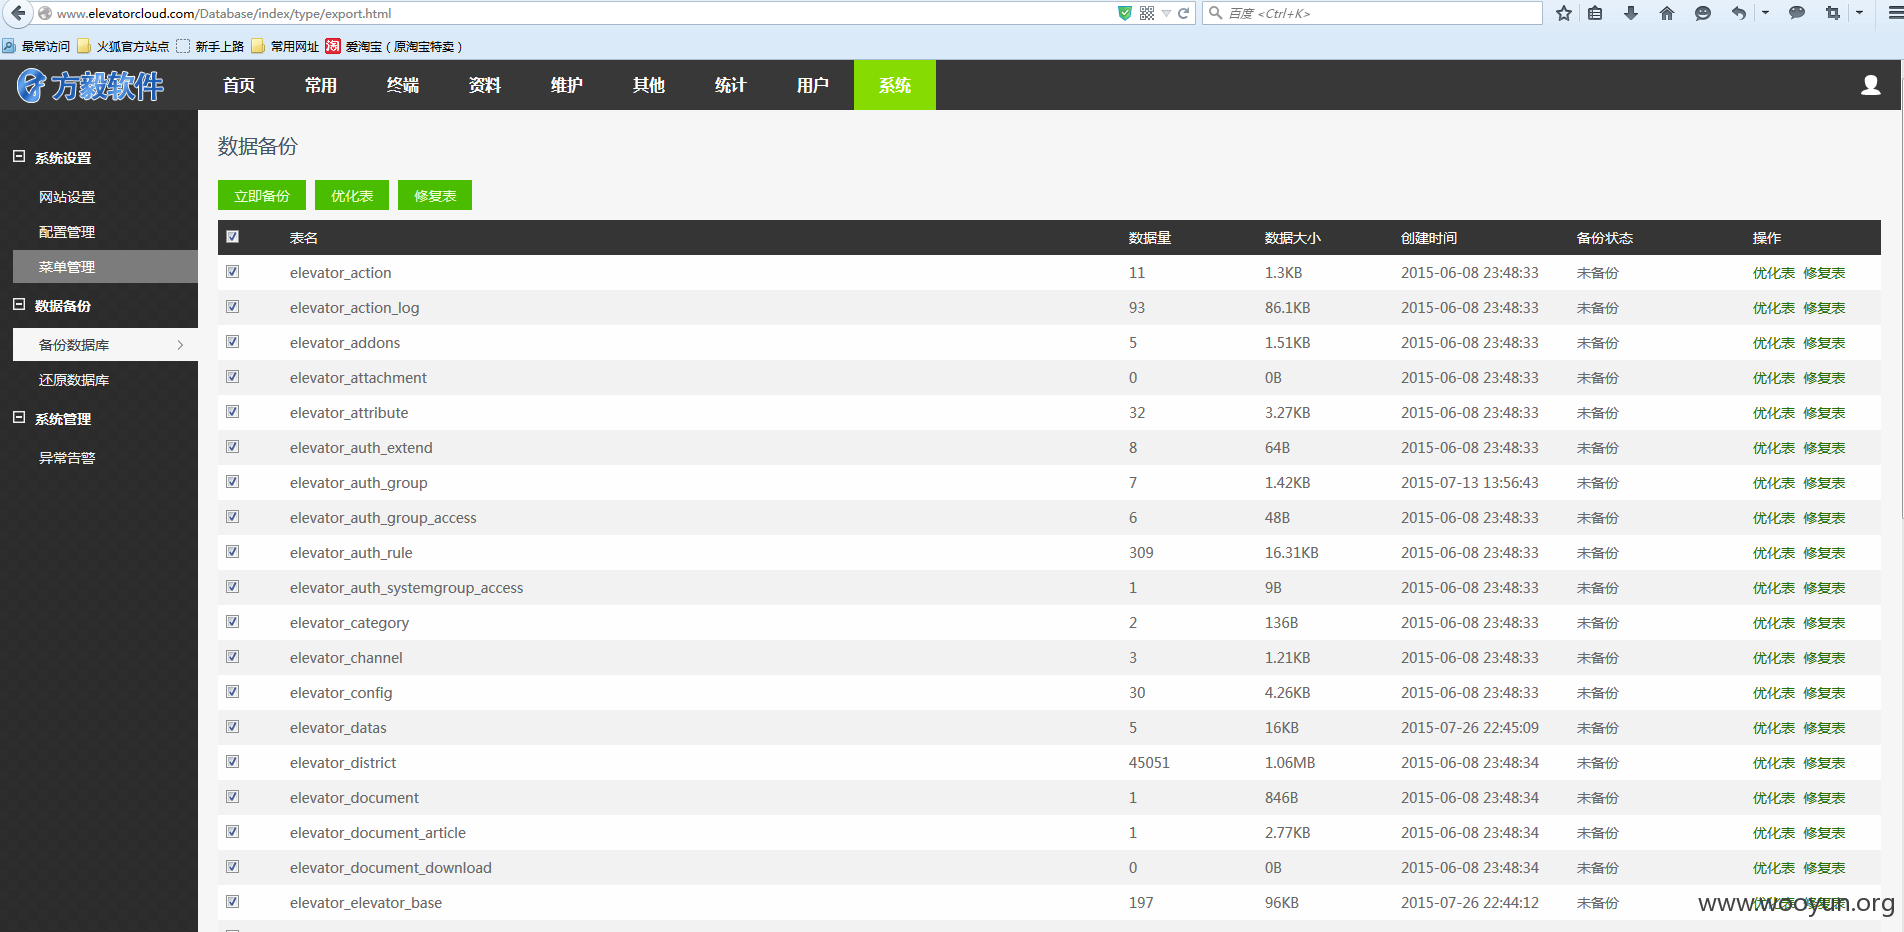 www.elevatorcloud.com/Database/index/type/export.html
百度 <Ctrl+K>
最常访问 火狐官方站点 新手上路 常用网址 淘 爱淘宝（原淘宝特卖）
方毅软件 首页 常用 终端 资料 维护 其他 统计 用户 系统
系统设置
网站设置
配置管理
菜单管理
数据备份
备份数据库
还原数据库
系统管理
异常告警
数据备份
立即备份 优化表 修复表
表名 数据量 数据大小 创建时间 备份状态 操作
elevator_action 11 1.3KB 2015-06-08 23:48:33 未备份 优化表 修复表
elevator_action_log 93 86.1KB 2015-06-08 23:48:33 未备份 优化表 修复表
elevator_addons 5 1.51KB 2015-06-08 23:48:33 未备份 优化表 修复表
elevator_attachment 0 0B 2015-06-08 23:48:33 未备份 优化表 修复表
elevator_attribute 32 3.27KB 2015-06-08 23:48:33 未备份 优化表 修复表
elevator_auth_extend 8 64B 2015-06-08 23:48:33 未备份 优化表 修复表
elevator_auth_group 7 1.42KB 2015-07-13 13:56:43 未备份 优化表 修复表
elevator_auth_group_access 6 48B 2015-06-08 23:48:33 未备份 优化表 修复表
elevator_auth_rule 309 16.31KB 2015-06-08 23:48:33 未备份 优化表 修复表
elevator_auth_systemgroup_access 1 9B 2015-06-08 23:48:33 未备份 优化表 修复表
elevator_category 2 136B 2015-06-08 23:48:33 未备份 优化表 修复表
elevator_channel 3 1.21KB 2015-06-08 23:48:33 未备份 优化表 修复表
elevator_config 30 4.26KB 2015-06-08 23:48:33 未备份 优化表 修复表
elevator_datas 5 16KB 2015-07-26 22:45:09 未备份 优化表 修复表
elevator_district 45051 1.06MB 2015-06-08 23:48:34 未备份 优化表 修复表
elevator_document 1 846B 2015-06-08 23:48:34 未备份 优化表 修复表
elevator_document_article 1 2.77KB 2015-06-08 23:48:34 未备份 优化表 修复表
elevator_document_download 0 0B 2015-06-08 23:48:34 未备份 优化表 修复表
elevator_elevator_base 197 96KB 2015-07-26 22:44:12 未备份 优化表 修复表
www.wooyun.org